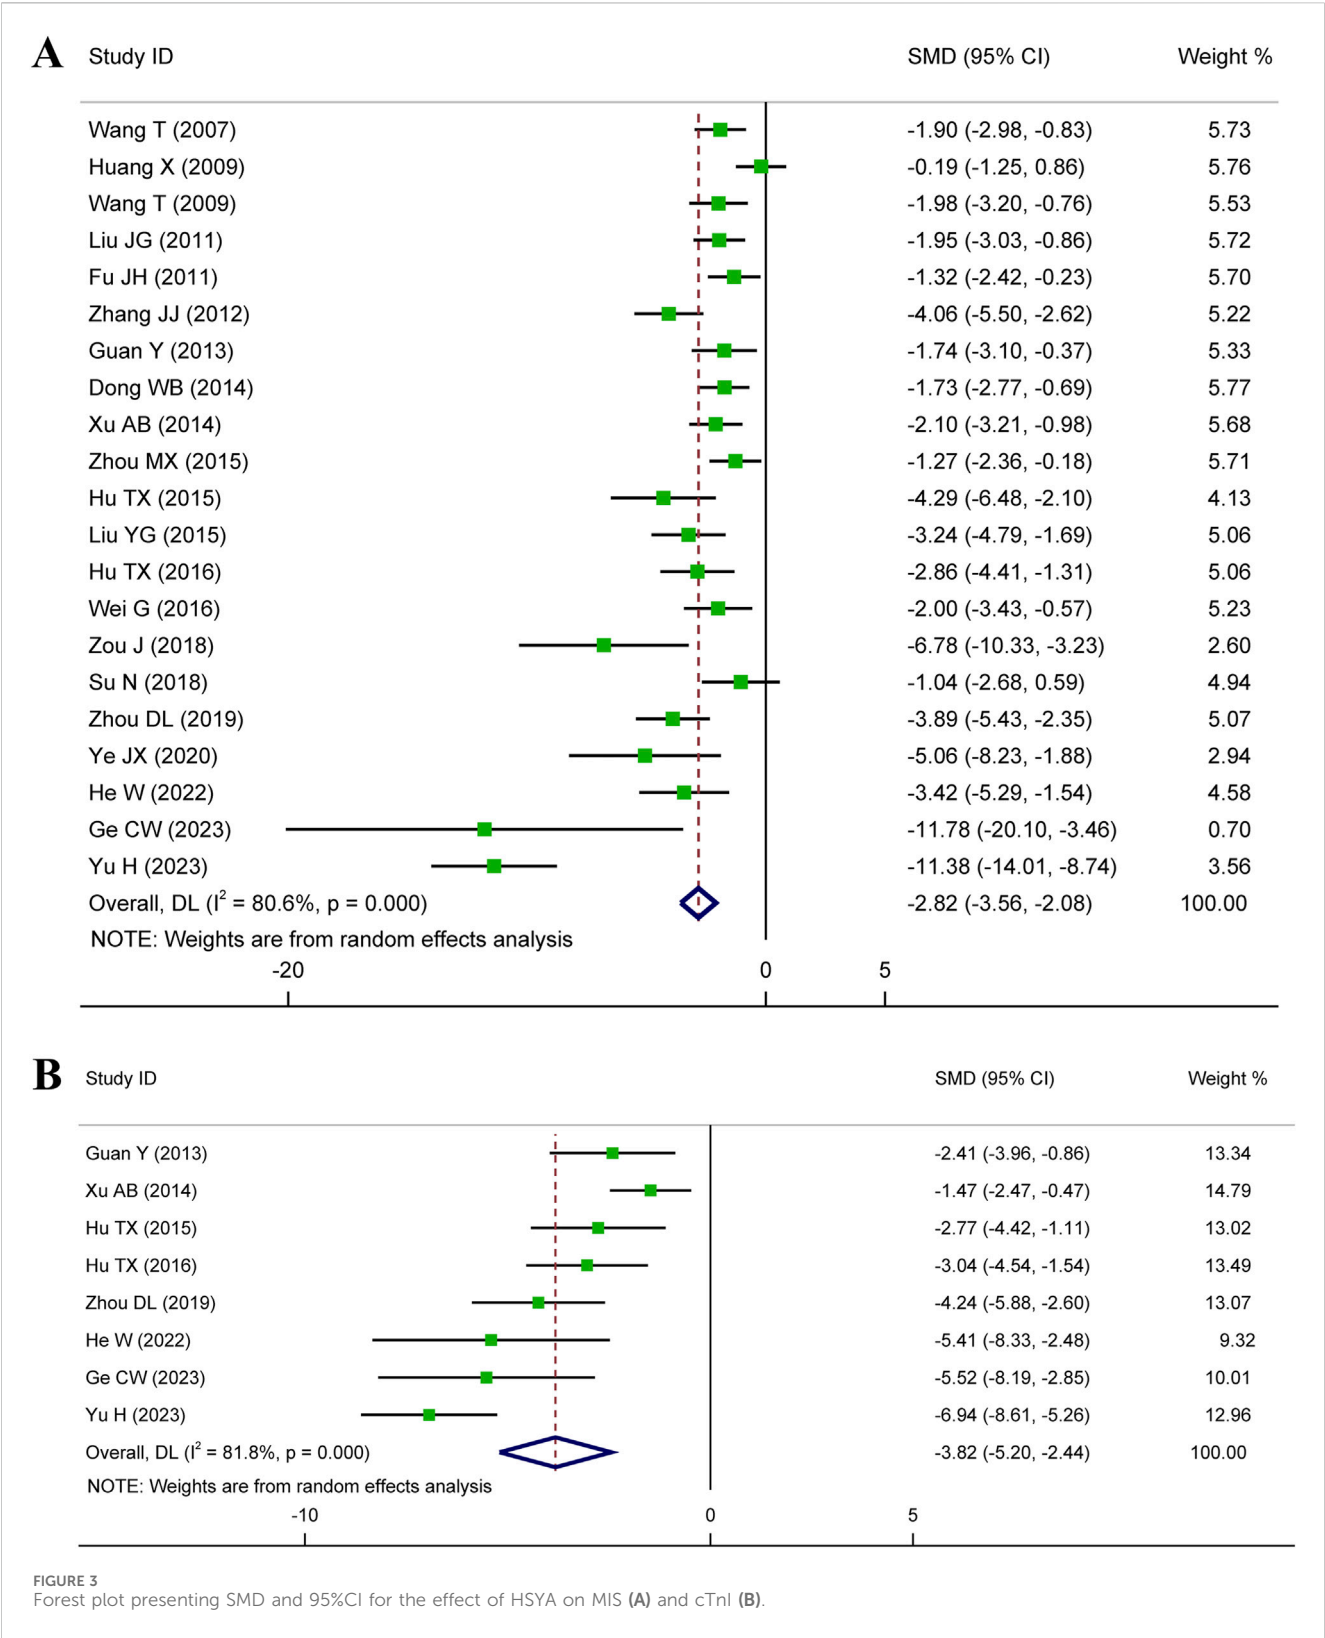 A Study ID SMD (95% CI) Weight %
Wang T (2007) -1.90 (-2.98, -0.83) 5.73
Huang X (2009) -0.19 (-1.25, 0.86) 5.76
Wang T (2009) -1.98 (-3.20, -0.76) 5.53
Liu JG (2011) -1.95 (-3.03, -0.86) 5.72
Fu JH (2011) -1.32 (-2.42, -0.23) 5.70
Zhang JJ (2012) -4.06 (-5.50, -2.62) 5.22
Guan Y (2013) -1.74 (-3.10, -0.37) 5.33
Dong WB (2014) -1.73 (-2.77, -0.69) 5.77
Xu AB (2014) -2.10 (-3.21, -0.98) 5.68
Zhou MX (2015) -1.27 (-2.36, -0.18) 5.71
Hu TX (2015) -4.29 (-6.48, -2.10) 4.13
Liu YG (2015) -3.24 (-4.79, -1.69) 5.06
Hu TX (2016) -2.86 (-4.41, -1.31) 5.06
Wei G (2016) -2.00 (-3.43, -0.57) 5.23
Zou J (2018) -6.78 (-10.33, -3.23) 2.60
Su N (2018) -1.04 (-2.68, 0.59) 4.94
Zhou DL (2019) -3.89 (-5.43, -2.35) 5.07
Ye JX (2020) -5.06 (-8.23, -1.88) 2.94
He W (2022) -3.42 (-5.29, -1.54) 4.58
Ge CW (2023) -11.78 (-20.10, -3.46) 0.70
Yu H (2023) -11.38 (-14.01, -8.74) 3.56
Overall, DL (I² = 80.6%, p = 0.000) -2.82 (-3.56, -2.08) 100.00
NOTE: Weights are from random effects analysis
-20 0 5
B Study ID SMD (95% CI) Weight %
Guan Y (2013) -2.41 (-3.96, -0.86) 13.34
Xu AB (2014) -1.47 (-2.47, -0.47) 14.79
Hu TX (2015) -2.77 (-4.42, -1.11) 13.02
Hu TX (2016) -3.04 (-4.54, -1.54) 13.49
Zhou DL (2019) -4.24 (-5.88, -2.60) 13.07
He W (2022) -5.41 (-8.33, -2.48) 9.32
Ge CW (2023) -5.52 (-8.19, -2.85) 10.01
Yu H (2023) -6.94 (-8.61, -5.26) 12.96
Overall, DL (I² = 81.8%, p = 0.000) -3.82 (-5.20, -2.44) 100.00
NOTE: Weights are from random effects analysis
-10 0 5
FIGURE 3
Forest plot presenting SMD and 95%CI for the effect of HSYA on MIS (A) and cTnI (B).